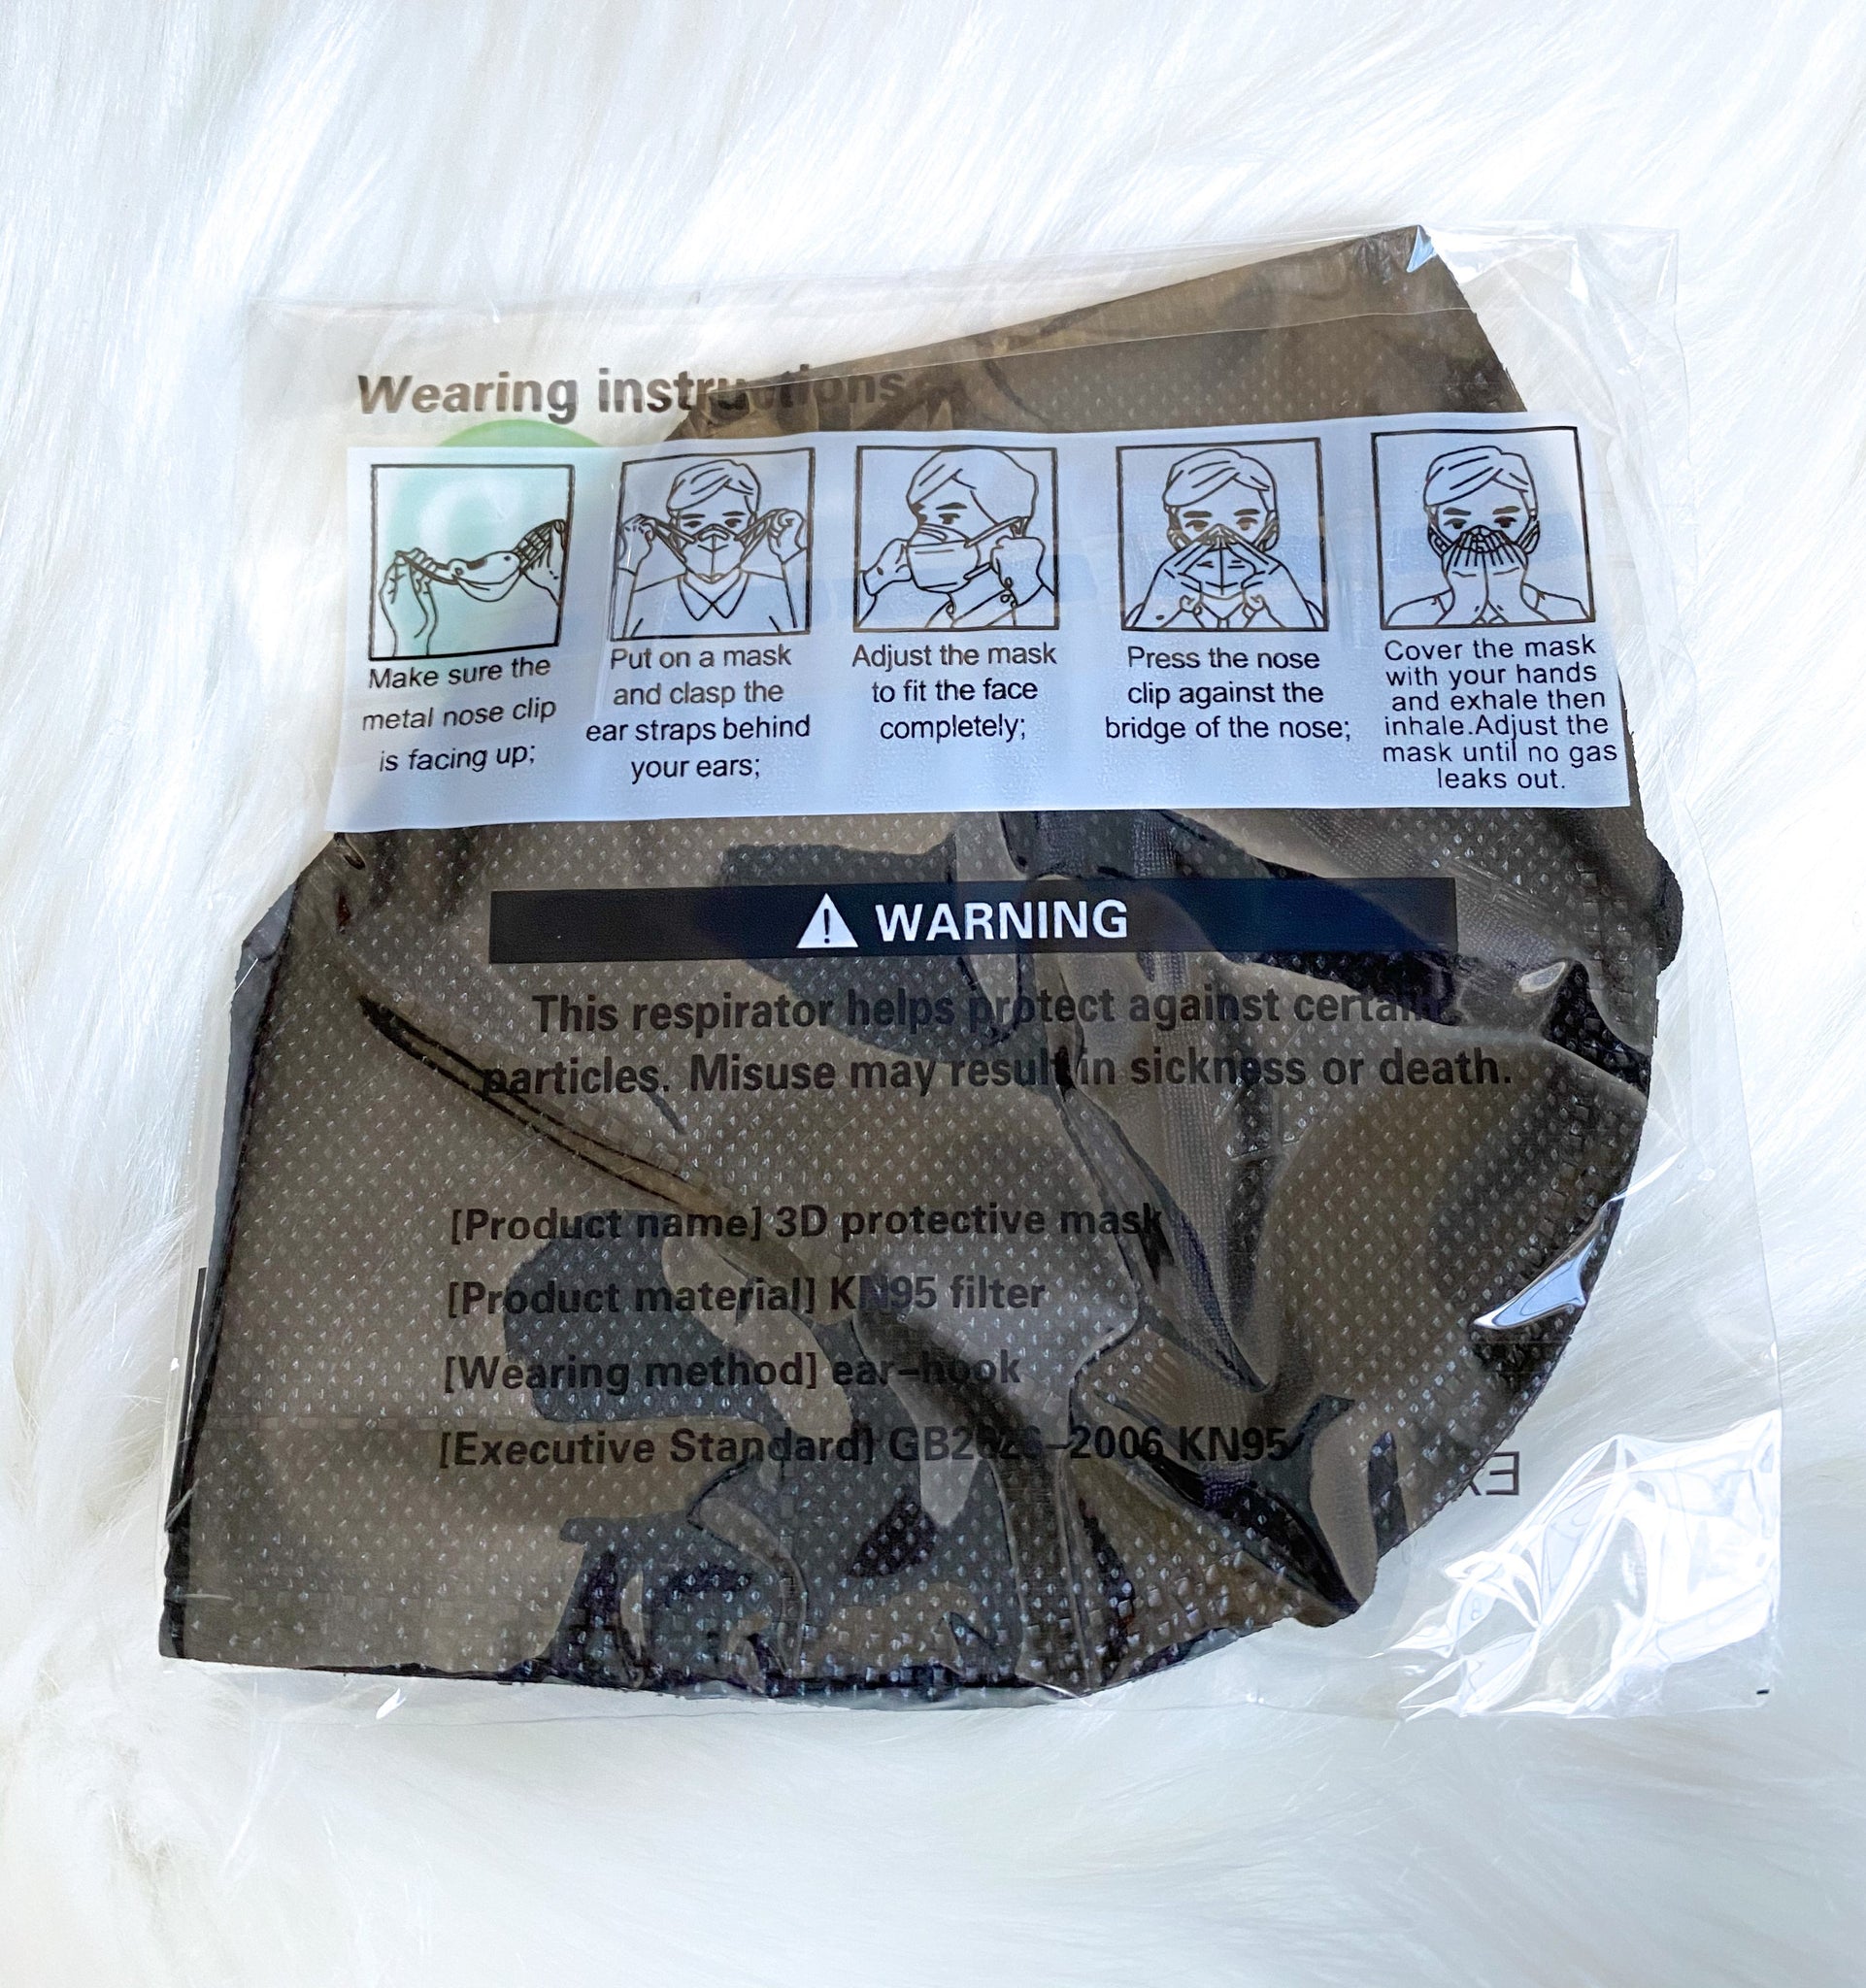 Wearing instructions
Make sure the
metal nose clip
is facing up;
Put on a mask
and clasp the
ear straps behind
your ears;
Adjust the mask
to fit the face
completely;
Press the nose
clip against the
bridge of the nose;
Cover the mask
with your hands
and exhale then
inhale.Adjust the
mask until no gas
leaks out.
WARNING
This respirator helps protect against certain
particles. Misuse may result in sickness or death.
[Product name] 3D protective mask
[Product material] KN95 filter
[Wearing method] ear-hook
[Executive Standard] GB2626-2006 KN95